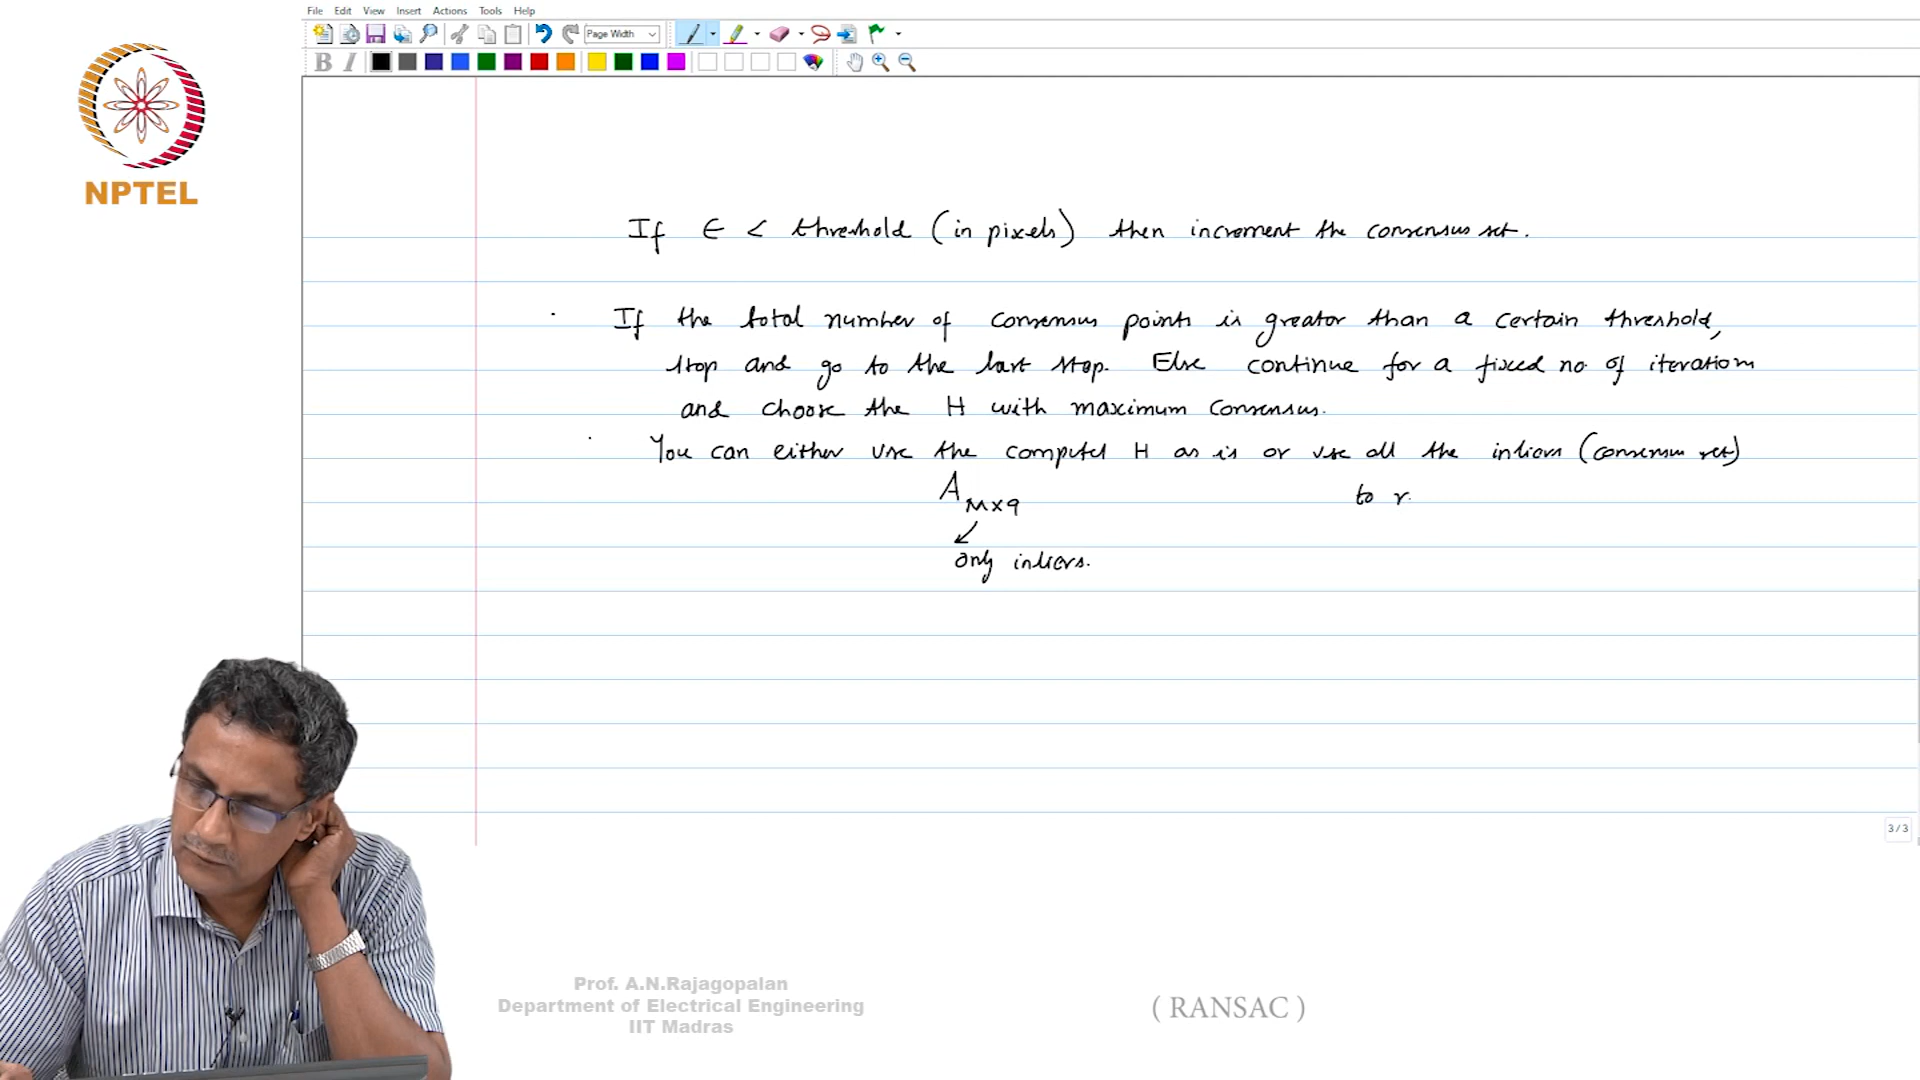 File Edit View Insert Actions Tools Help
Page Width
B I
NPTEL
If ∈ < threshold (in pixels) then increment the consensus set.
. If the total number of consensus points is greater than a certain threshold,
stop and go to the last step. Else continue for a fixed no. of iterations
and choose the H with maximum consensus.
. You can either use the computed H as is or use all the inliers (consensus set)
to r
A M×9
↙
only inliers.
3 / 3
Prof. A.N.Rajagopalan
Department of Electrical Engineering
IIT Madras
( RANSAC )